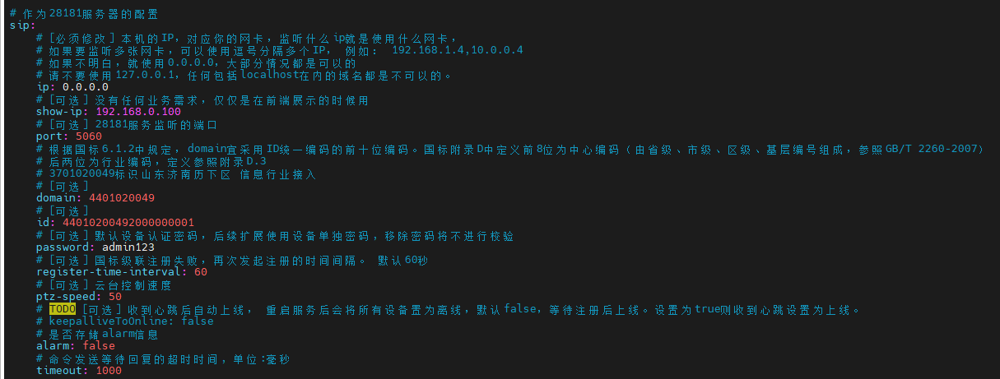 # 作为28181服务器的配置
sip:
# [必须修改] 本机的IP，对应你的网卡，监听什么ip就是使用什么网卡，
# 如果要监听多张网卡，可以使用逗号分隔多个IP， 例如： 192.168.1.4,10.0.0.4
# 如果不明白，就使用0.0.0.0，大部分情况都是可以的
# 请不要使用127.0.0.1，任何包括localhost在内的域名都是不可以的。
ip: 0.0.0.0
# [可选] 没有任何业务需求，仅仅是在前端展示的时候用
show-ip: 192.168.0.100
# [可选] 28181服务监听的端口
port: 5060
# 根据国标6.1.2中规定，domain宜采用ID统一编码的前十位编码。国标附录D中定义前8位为中心编码（由省级、市级、区级、基层编号组成，参照GB/T 2260-2007）
# 后两位为行业编码，定义参照附录D.3
# 3701020049标识山东济南历下区 信息行业接入
# [可选]
domain: 4401020049
# [可选]
id: 44010200492000000001
# [可选] 默认设备认证密码，后续扩展使用设备单独密码，移除密码将不进行校验
password: admin123
# [可选] 国标级联注册失败，再次发起注册的时间间隔。 默认60秒
register-time-interval: 60
# [可选] 云台控制速度
ptz-speed: 50
# TODO [可选] 收到心跳后自动上线， 重启服务后会将所有设备置为离线，默认false，等待注册后上线。设置为true则收到心跳设置为上线。
# keepalliveToOnline: false
# 是否存储alarm信息
alarm: false
# 命令发送等待回复的超时时间，单位:毫秒
timeout: 1000